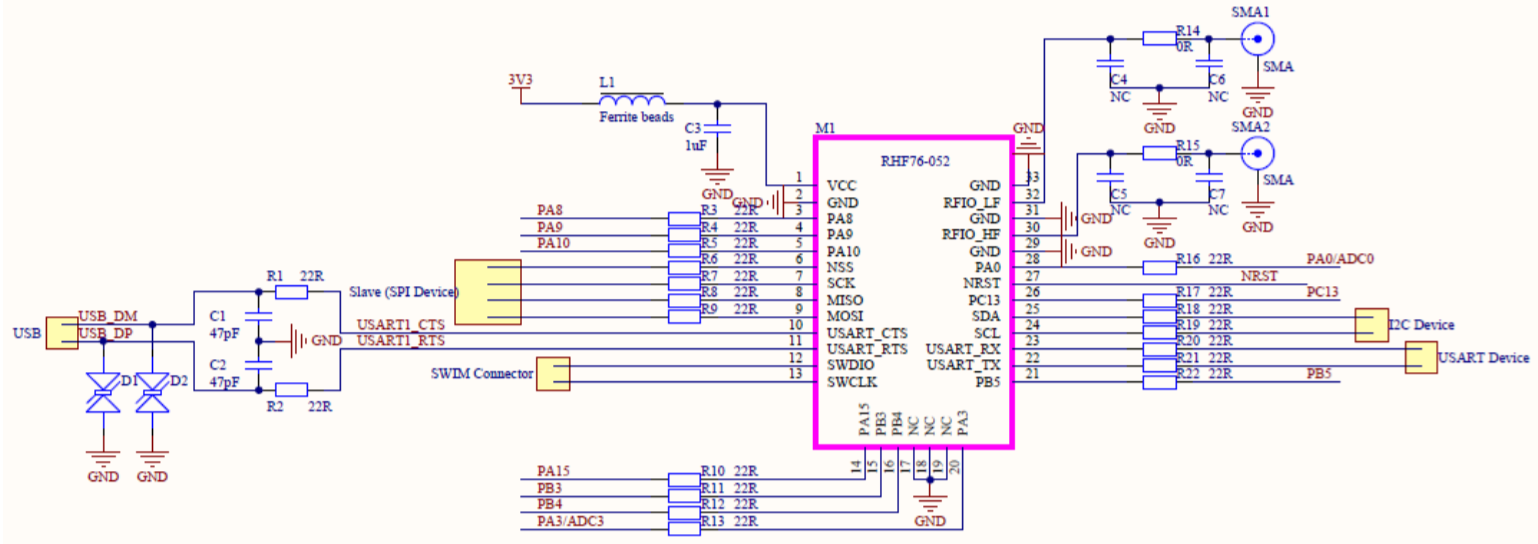 SMA1
R14
0R
C4
NC
C6
NC
SMA
GND
GND
3V3
L1
Ferrite beads
C3
1uF
GND
M1
RHF76-052
GND
SMA2
R15
0R
C5
NC
C7
NC
SMA
GND
GND
1 VCC GND 33
GND 2 GND RFIO_LF 32
PA8 R3 22R 3 PA8 GND 31 GND
PA9 R4 22R 4 PA9 RFIO_HF 30
PA10 R5 22R 5 PA10 GND 29 GND
R6 22R 6 NSS PA0 28 R16 22R PA0/ADC0
R7 22R 7 SCK NRST 27 NRST
R8 22R 8 MISO PC13 26 R17 22R PC13
R9 22R 9 MOSI SDA 25 R18 22R
Slave (SPI Device)
10 USART_CTS SCL 24 R19 22R
I2C Device
11 USART_RTS USART_RX 23 R20 22R
12 SWDIO USART_TX 22 R21 22R
USART Device
13 SWCLK PB5 21 R22 22R PB5
R1 22R
C1
47pF
USB_DM
USB
USB_DP
GND
USART1_CTS
USART1_RTS
C2
47pF
R2 22R
D1
D2
GND
GND
SWIM Connector
PA15 PB3 PB4 NC NC NC PA3
14 15 16 17 18 19 20
PA15 R10 22R
PB3 R11 22R
PB4 R12 22R
PA3/ADC3 R13 22R
GND